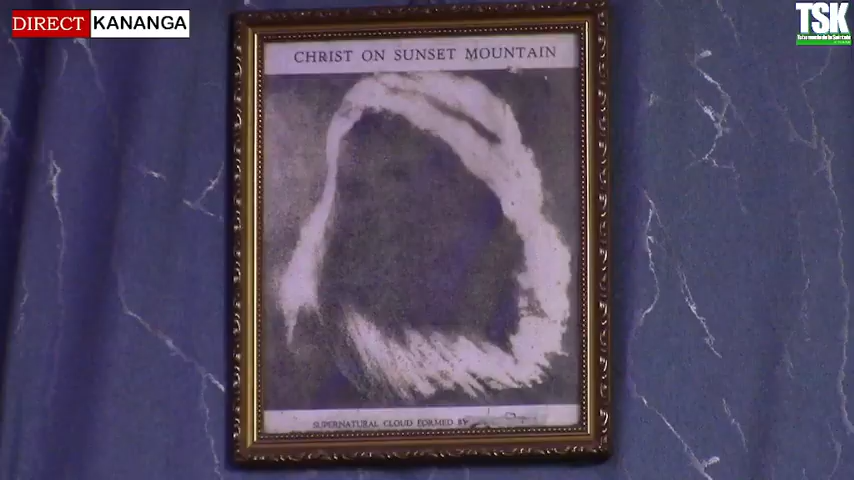 DIRECT KANANGA
TSK
CHRIST ON SUNSET MOUNTAIN
SUPERNATURAL CLOUD FORMED BY